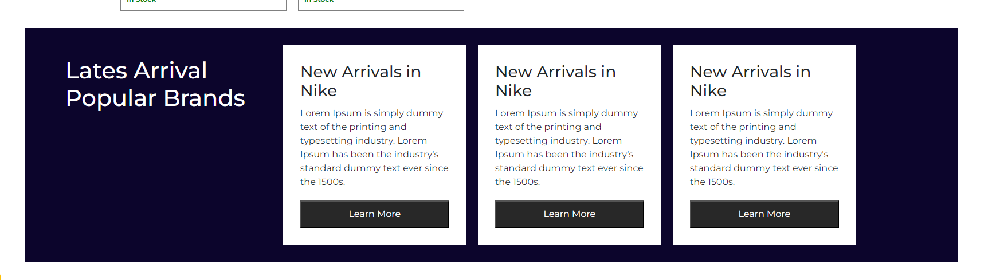 In Stock
In Stock
Lates Arrival
Popular Brands
New Arrivals in
Nike
Lorem Ipsum is simply dummy
text of the printing and
typesetting industry. Lorem
Ipsum has been the industry's
standard dummy text ever since
the 1500s.
Learn More
New Arrivals in
Nike
Lorem Ipsum is simply dummy
text of the printing and
typesetting industry. Lorem
Ipsum has been the industry's
standard dummy text ever since
the 1500s.
Learn More
New Arrivals in
Nike
Lorem Ipsum is simply dummy
text of the printing and
typesetting industry. Lorem
Ipsum has been the industry's
standard dummy text ever since
the 1500s.
Learn More